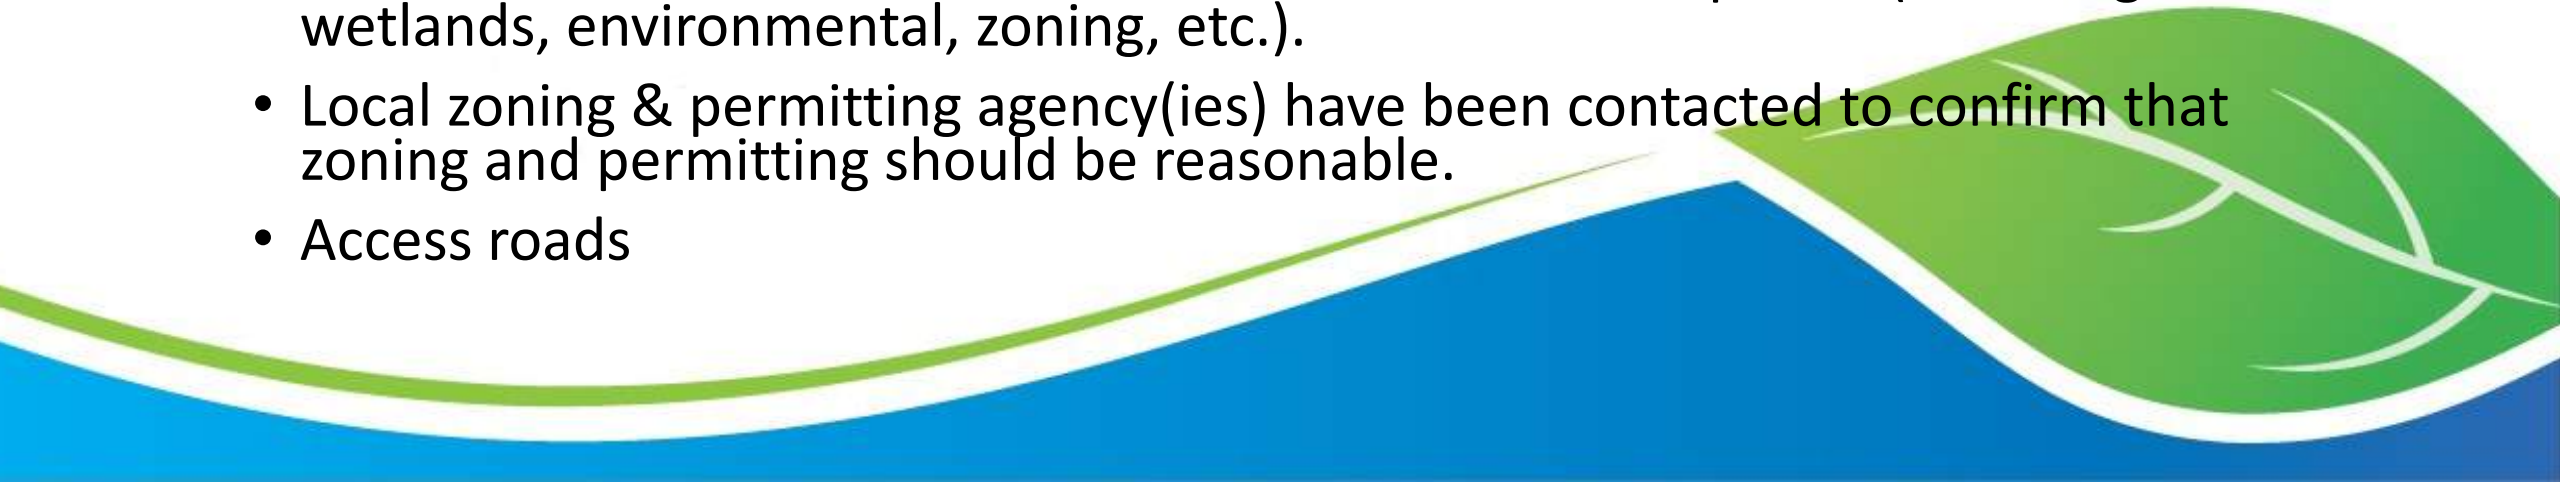 wetlands, environmental, zoning, etc.).
• Local zoning & permitting agency(ies) have been contacted to confirm that
zoning and permitting should be reasonable.
• Access roads